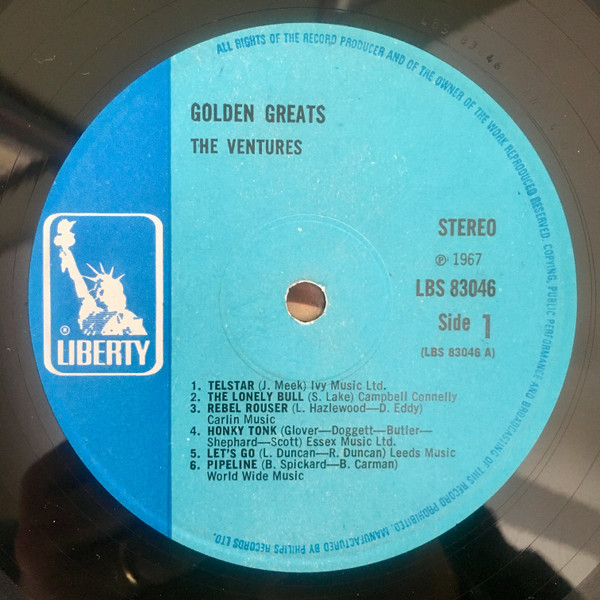 ALL RIGHTS OF THE RECORD PRODUCER AND OF THE OWNER OF THE WORK REPRODUCED RESERVED. COPYING, PUBLIC PERFORMANCE AND BROADCASTING OF THIS RECORD PROHIBITED. MANUFACTURED BY PHILIPS RECORDS LTD.
GOLDEN GREATS
THE VENTURES
STEREO
℗ 1967
LBS 83046
Side 1
(LBS 83046 A)
® LIBERTY
1. TELSTAR (J. Meek) Ivy Music Ltd.
2. THE LONELY BULL (S. Lake) Campbell Connelly
3. REBEL ROUSER (L. Hazlewood—D. Eddy)
Carlin Music
4. HONKY TONK (Glover—Doggett—Butler—
Shephard—Scott) Essex Music Ltd.
5. LET'S GO (L. Duncan—R. Duncan) Leeds Music
6. PIPELINE (B. Spickard—B. Carman)
World Wide Music